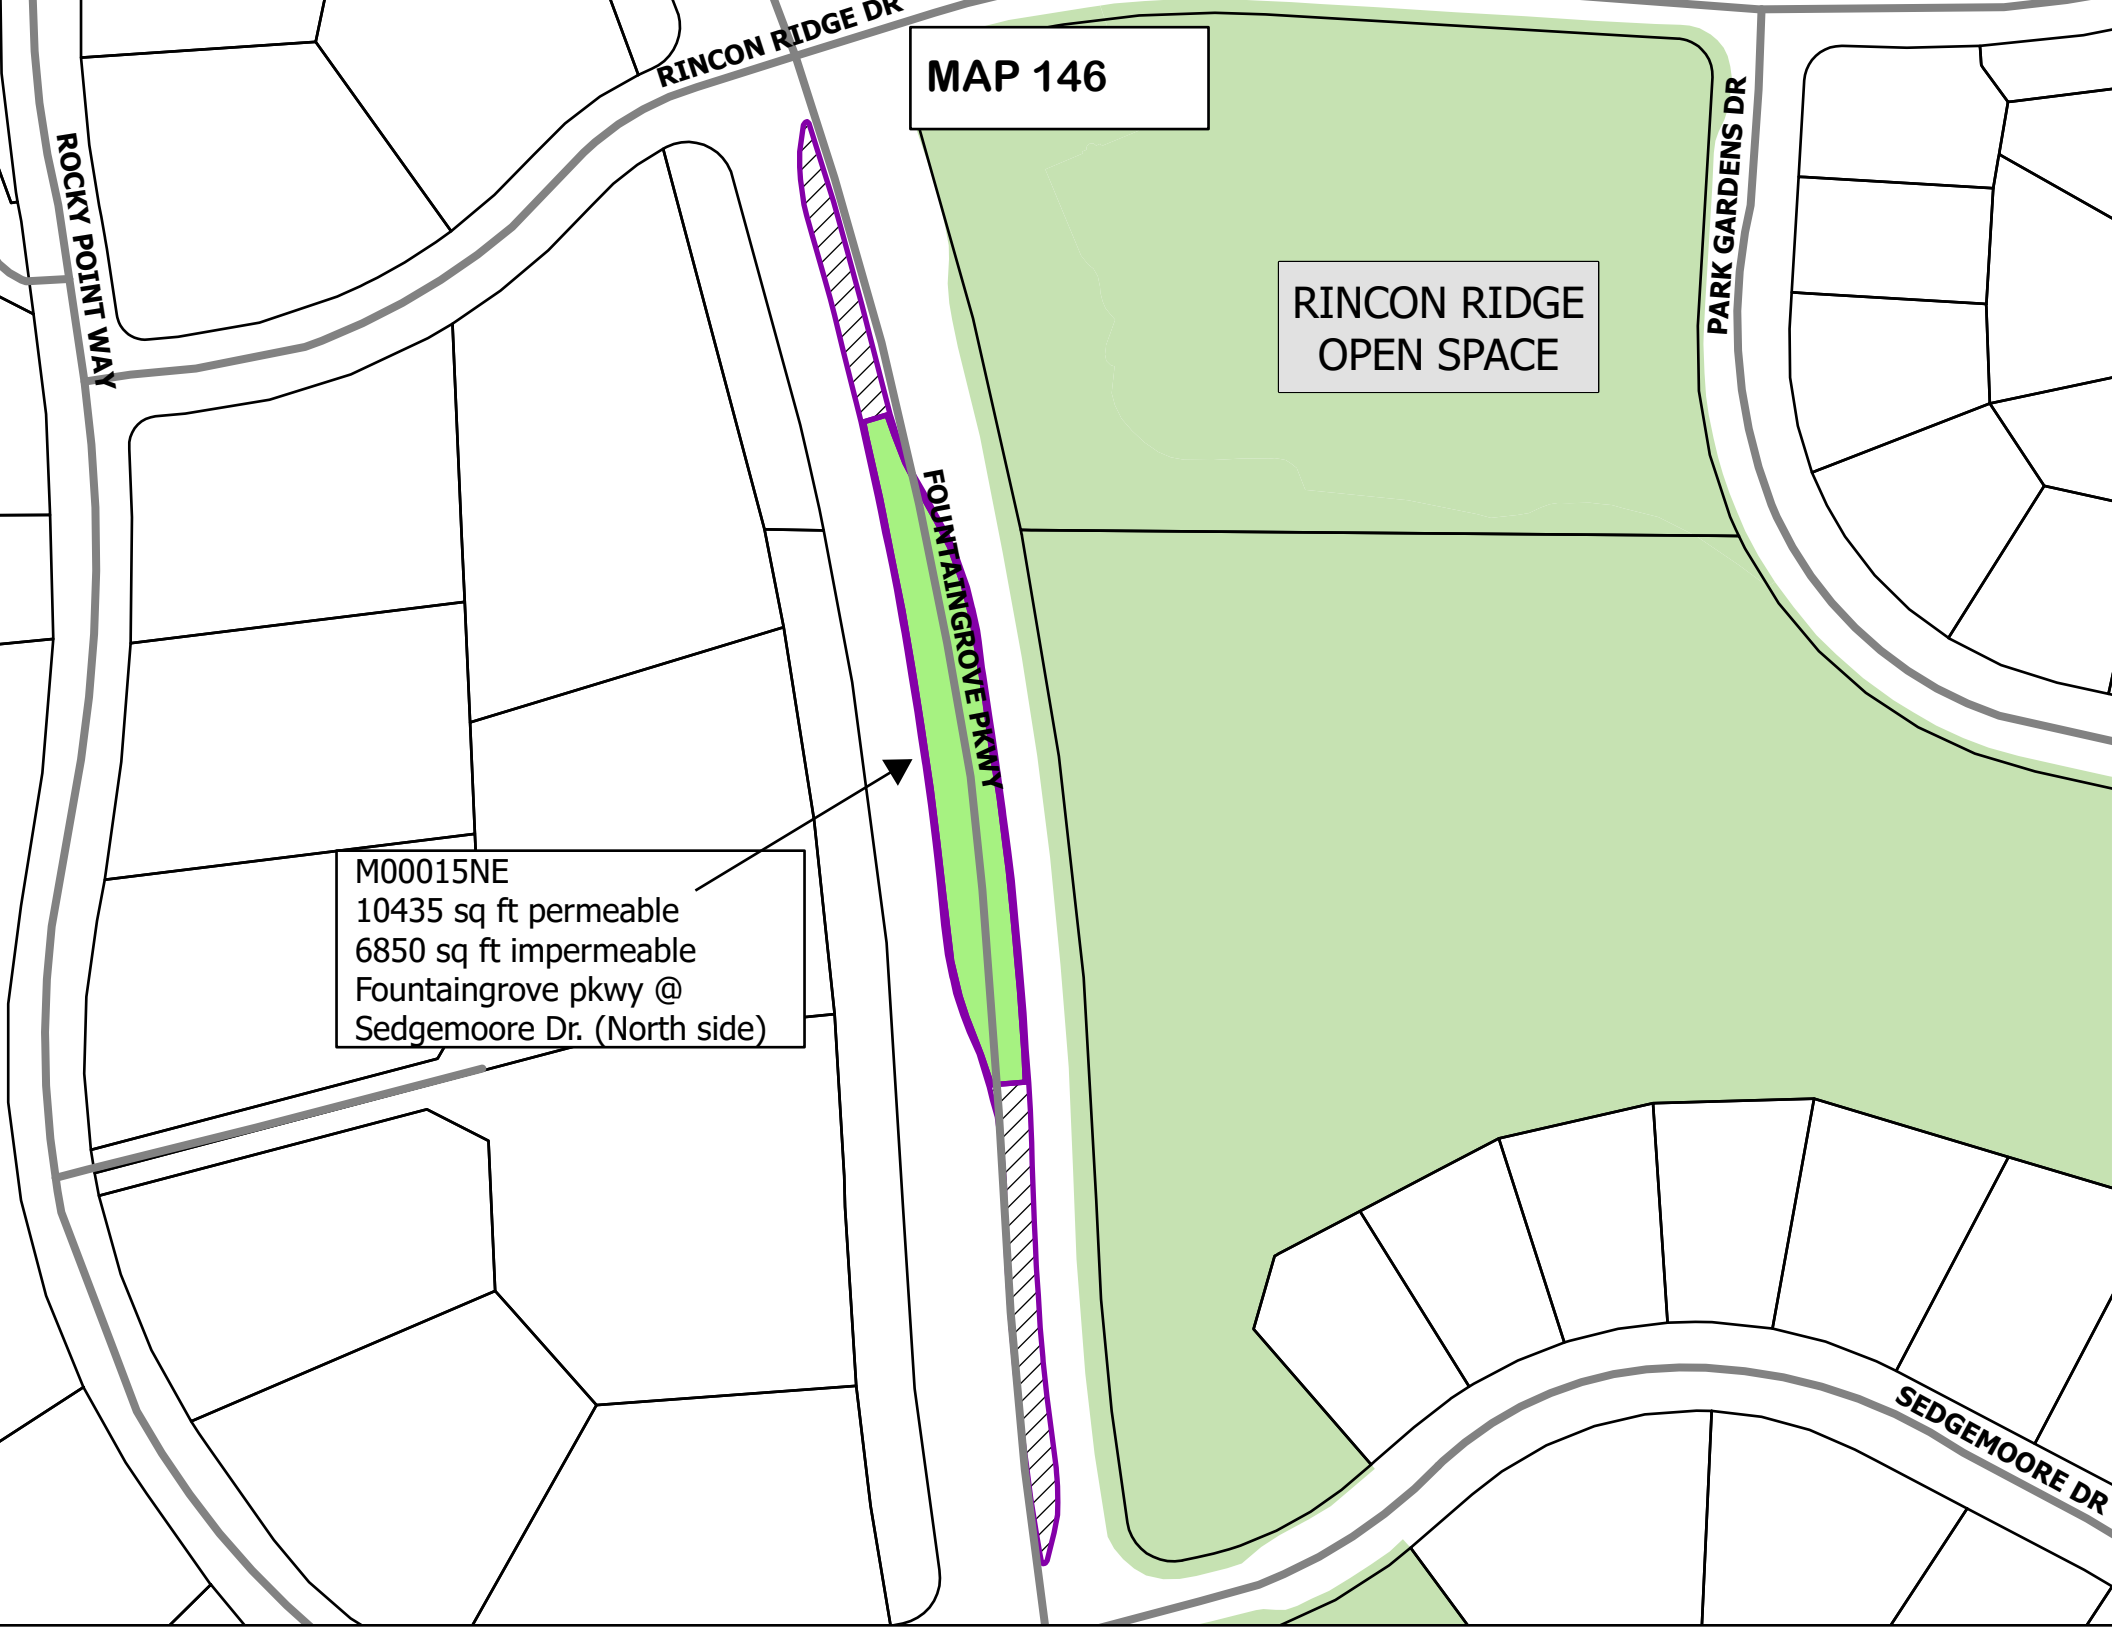 RINCON RIDGE DR
MAP 146
ROCKY POINT WAY
PARK GARDENS DR
RINCON RIDGE
OPEN SPACE
FOUNTAINGROVE PKWY
M00015NE
10435 sq ft permeable
6850 sq ft impermeable
Fountaingrove pkwy @
Sedgemoore Dr. (North side)
SEDGEMOORE DR